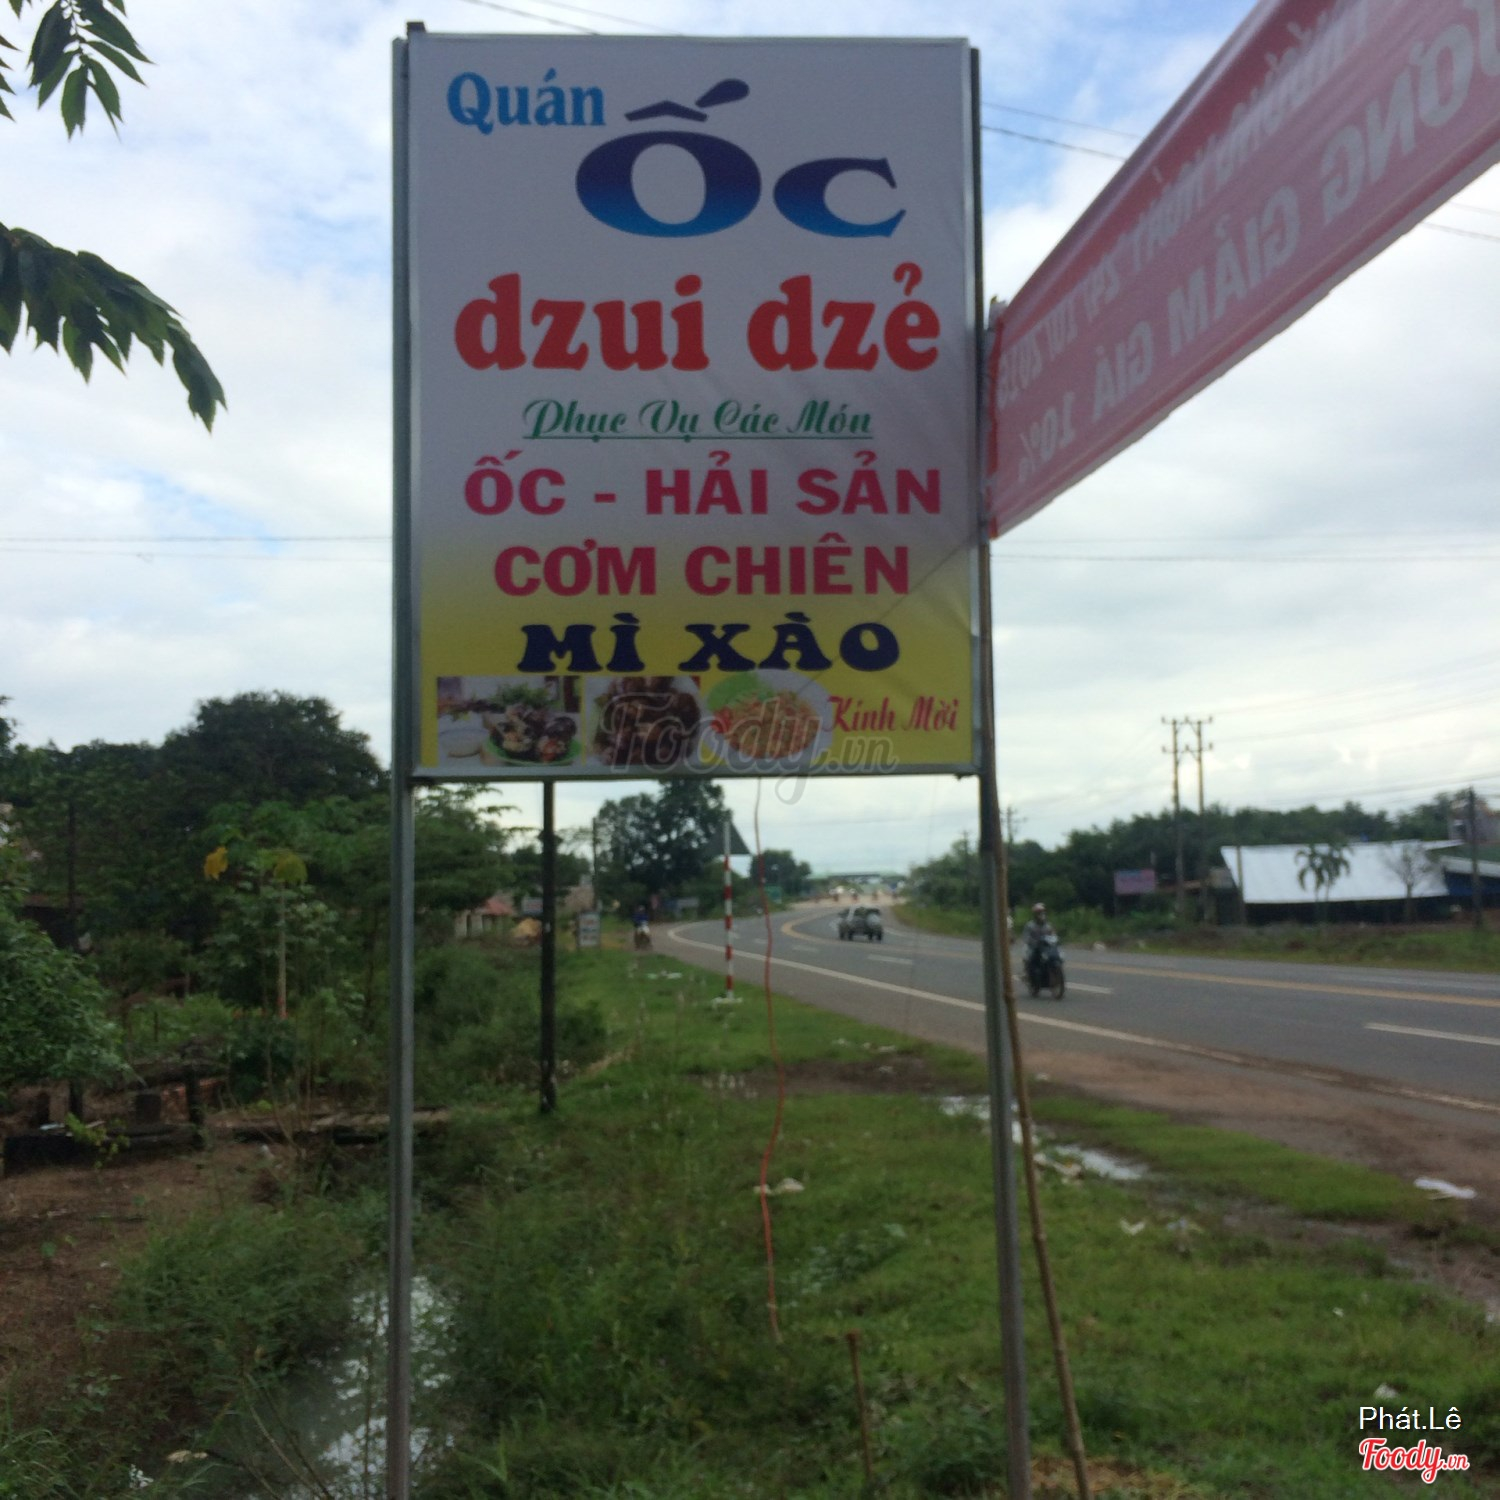 Quán
Ốc
dzui dzẻ
Phục Vụ Các Món
ỐC - HẢI SẢN
CƠM CHIÊN
MÌ XÀO
Kính Mời
Foody.vn
GIẢM GIÁ 10%
Phát.Lê
Foody.vn